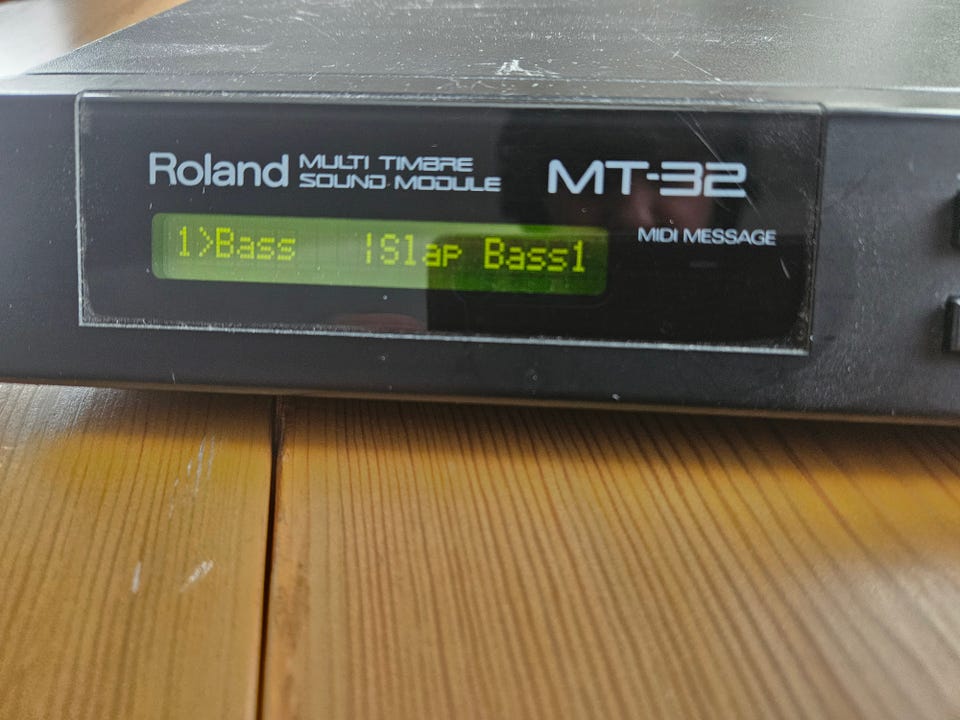 Roland MULTI TIMBRE
SOUND MODULE
MT-32
1>Bass |Slap Bass1
MIDI MESSAGE